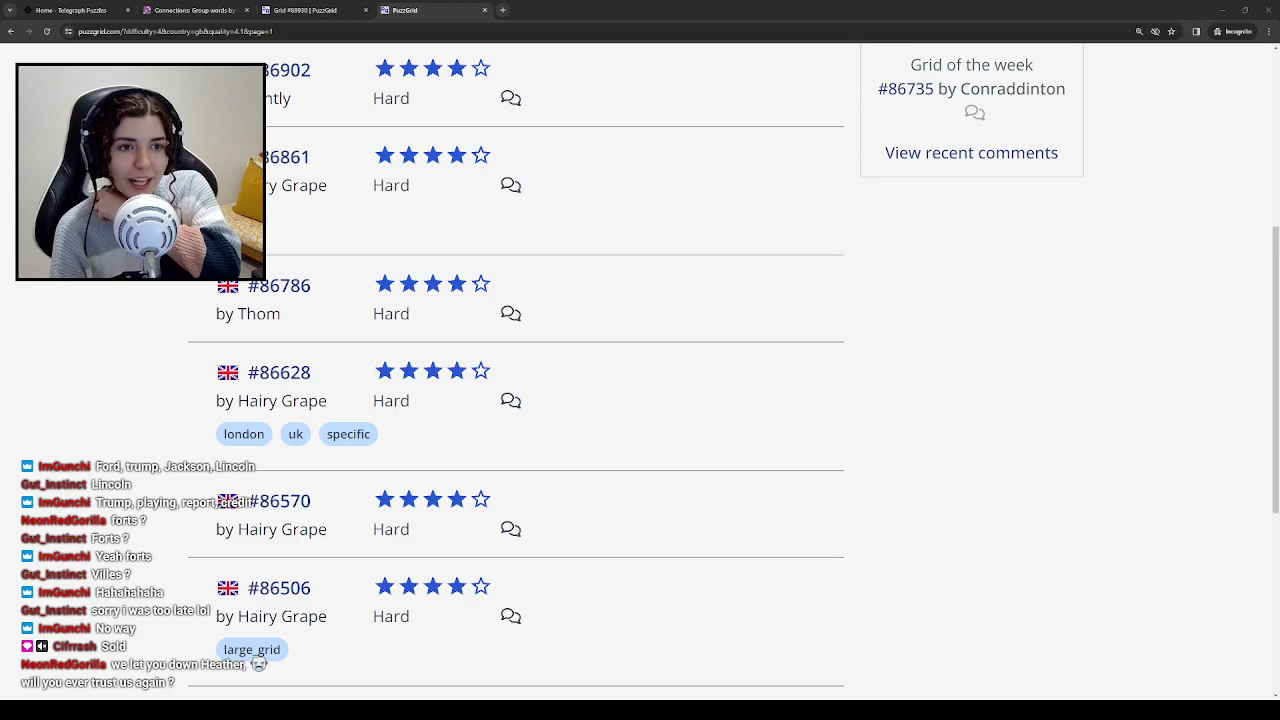 Home - Telegraph Puzzles
Connections: Group words by
Grid #86930 | PuzzGrid
PuzzGrid
puzzgrid.com/?difficulty=4&country=gb&quality=4.1&page=1
Incognito
Grid of the week
#86735 by Conraddinton
View recent comments
86902
ntly
Hard
86861
ry Grape
Hard
#86786
by Thom
Hard
#86628
by Hairy Grape
Hard
london
uk
specific
#86570
by Hairy Grape
Hard
#86506
by Hairy Grape
Hard
large_grid
ImGunchi Ford, trump, Jackson, Lincoln
Gut_Instinct Lincoln
ImGunchi Trump, playing, report, credit
NeonRedGorilla forts ?
Gut_Instinct Forts ?
ImGunchi Yeah forts
Gut_Instinct Villes ?
ImGunchi Hahahahaha
Gut_Instinct sorry i was too late lol
ImGunchi No way
Clfrrash Sold
NeonRedGorilla we let you down Heather,
will you ever trust us again ?